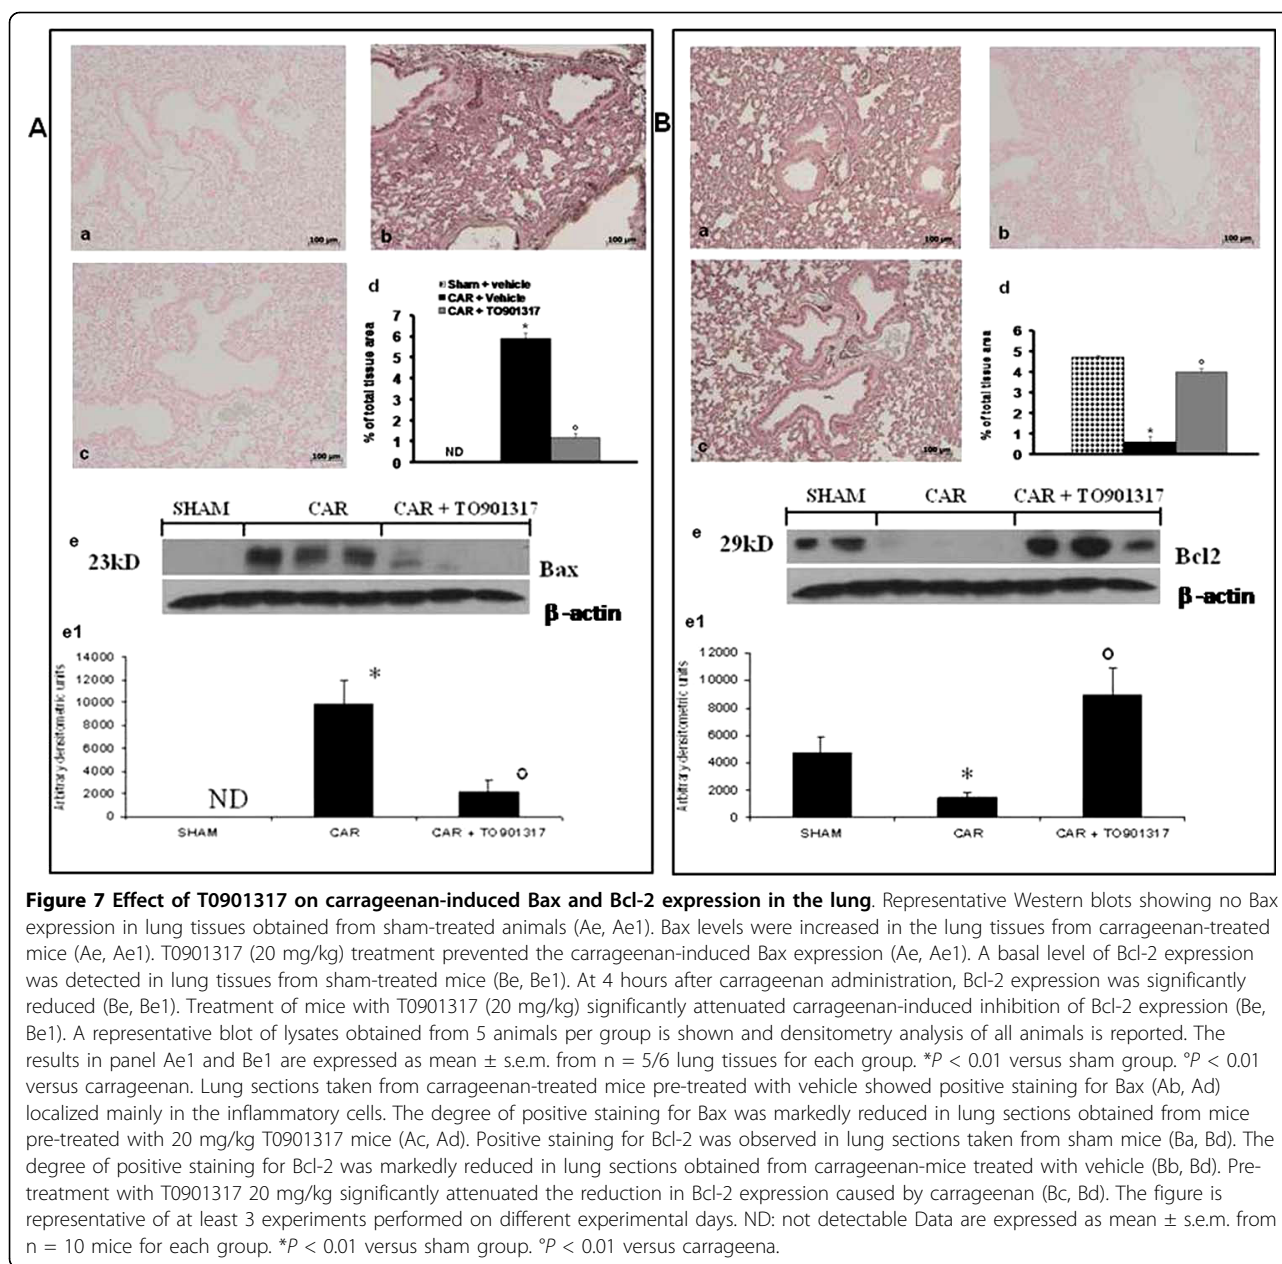 A
a
100 µm
b
100 µm
c
100 µm
d
Sham + vehicle
CAR + Vehicle
CAR + TO901317
% of total tissue area
7
6
5
4
3
2
1
0
*
°
ND
SHAM CAR CAR + TO901317
e
23kD
Bax
β-actin
e1
Arbitrary densitometric units
14000
12000
10000
8000
6000
4000
2000
0
ND
*
o
SHAM CAR CAR + TO901317
B
a
100 µm
b
100 µm
c
100 µm
d
% of total tissue area
6
5
4
3
2
1
0
*
°
SHAM CAR CAR + TO901317
e
29kD
Bcl2
β-actin
e1
Arbitrary densitometric units
12000
10000
8000
6000
4000
2000
0
*
o
SHAM CAR CAR + TO901317
Figure 7 Effect of T0901317 on carrageenan-induced Bax and Bcl-2 expression in the lung. Representative Western blots showing no Bax
expression in lung tissues obtained from sham-treated animals (Ae, Ae1). Bax levels were increased in the lung tissues from carrageenan-treated
mice (Ae, Ae1). T0901317 (20 mg/kg) treatment prevented the carrageenan-induced Bax expression (Ae, Ae1). A basal level of Bcl-2 expression
was detected in lung tissues from sham-treated mice (Be, Be1). At 4 hours after carrageenan administration, Bcl-2 expression was significantly
reduced (Be, Be1). Treatment of mice with T0901317 (20 mg/kg) significantly attenuated carrageenan-induced inhibition of Bcl-2 expression (Be,
Be1). A representative blot of lysates obtained from 5 animals per group is shown and densitometry analysis of all animals is reported. The
results in panel Ae1 and Be1 are expressed as mean ± s.e.m. from n = 5/6 lung tissues for each group. *P < 0.01 versus sham group. °P < 0.01
versus carrageenan. Lung sections taken from carrageenan-treated mice pre-treated with vehicle showed positive staining for Bax (Ab, Ad)
localized mainly in the inflammatory cells. The degree of positive staining for Bax was markedly reduced in lung sections obtained from mice
pre-treated with 20 mg/kg T0901317 mice (Ac, Ad). Positive staining for Bcl-2 was observed in lung sections taken from sham mice (Ba, Bd). The
degree of positive staining for Bcl-2 was markedly reduced in lung sections obtained from carrageenan-mice treated with vehicle (Bb, Bd). Pre-
treatment with T0901317 20 mg/kg significantly attenuated the reduction in Bcl-2 expression caused by carrageenan (Bc, Bd). The figure is
representative of at least 3 experiments performed on different experimental days. ND: not detectable Data are expressed as mean ± s.e.m. from
n = 10 mice for each group. *P < 0.01 versus sham group. °P < 0.01 versus carrageena.